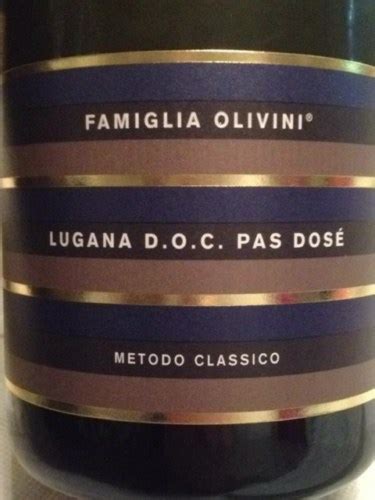 FAMIGLIA OLIVINI®
LUGANA D.O.C. PAS DOSÉ
METODO CLASSICO